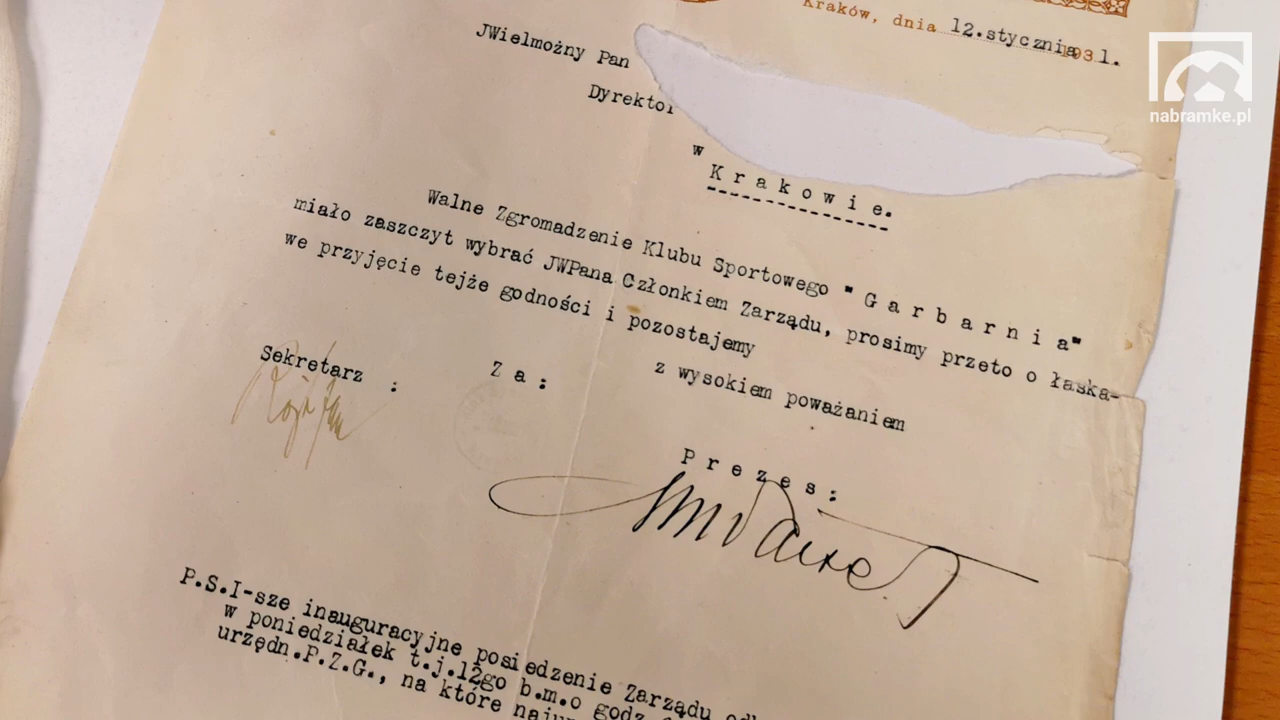 Kraków, dnia 12.stycznia 1931.
nabramke.pl
JWielmożny Pan
Dyrektor
w
K r a k o w i e.
Walne Zgromadzenie Klubu Sportowego " G a r b a r n i a"
miało zaszczyt wybrać JWPana Członkiem Zarządu, prosimy przeto o łaska-
we przyjęcie tejże godności i pozostajemy
z wysokiem poważaniem
Sekretarz :
Z a :
P r e z e s :
P.S.I-sze inauguracyjne posiedzenie Zarządu
w poniedziałek t.j.12go b.m.o godz
urzędn.P.Z.G., na które